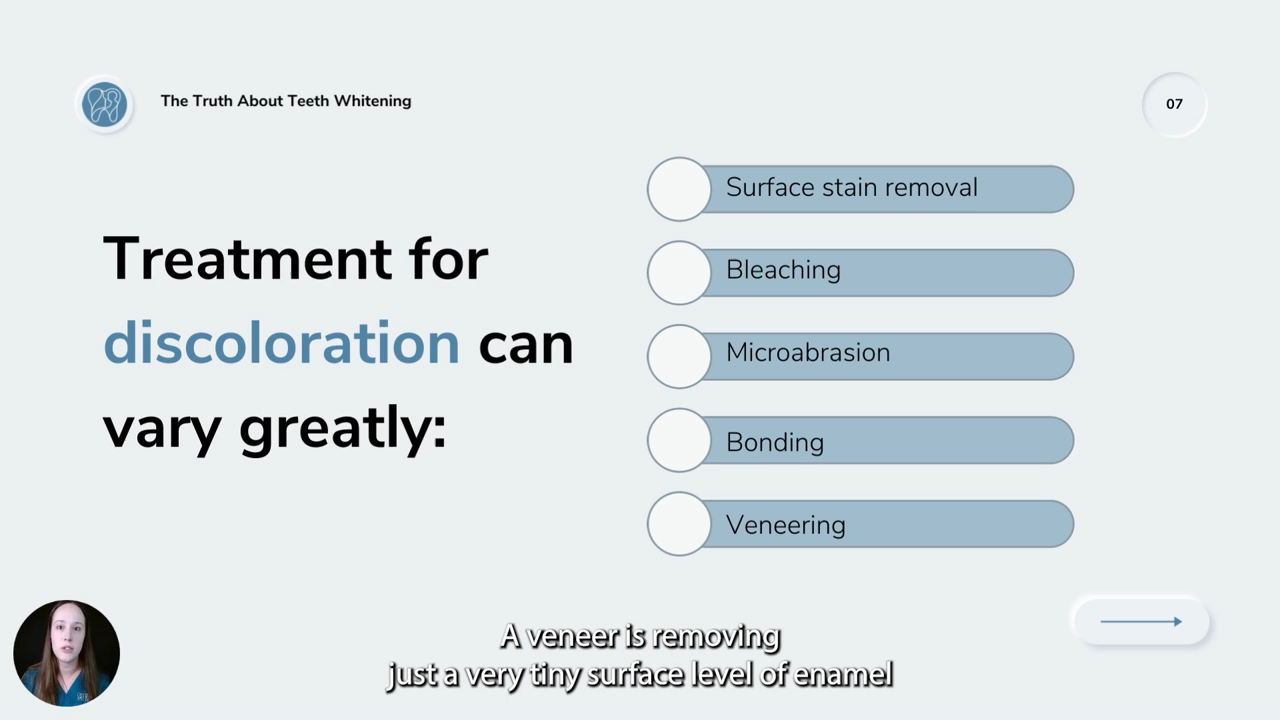 The Truth About Teeth Whitening
07
Treatment for
discoloration can
vary greatly:
Surface stain removal
Bleaching
Microabrasion
Bonding
Veneering
A veneer is removing
just a very tiny surface level of enamel